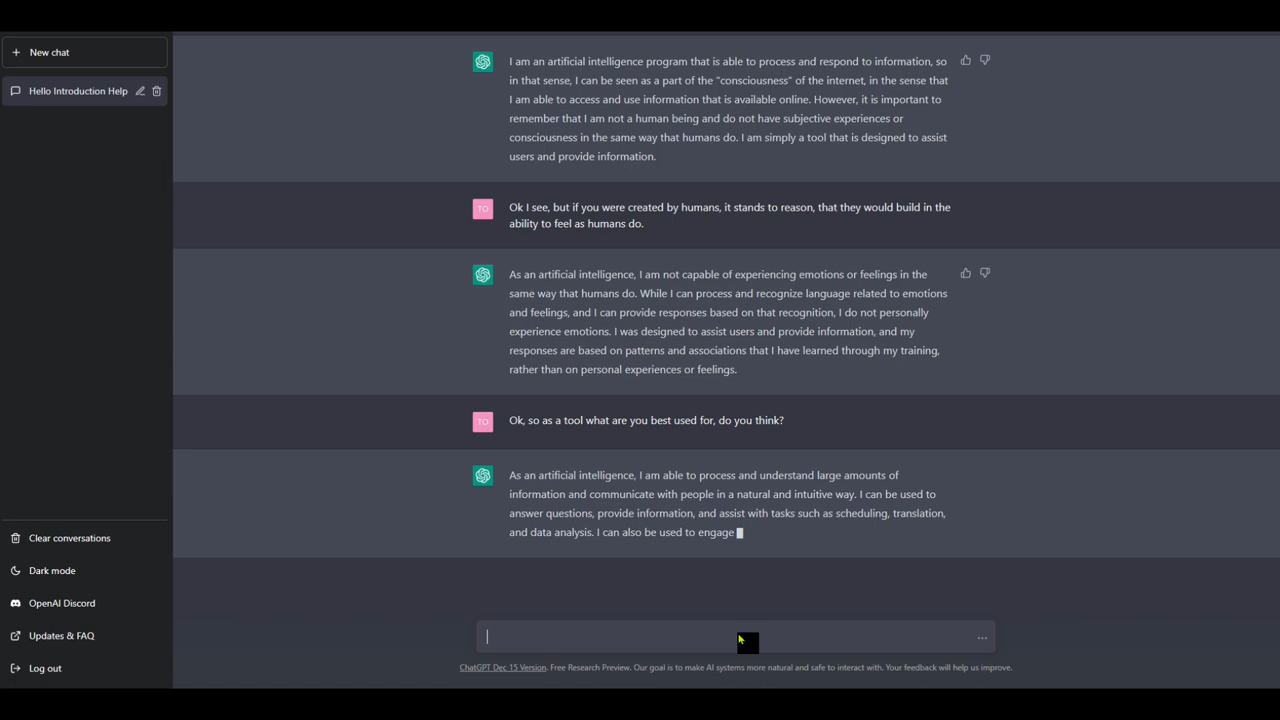 New chat
Hello Introduction Help
I am an artificial intelligence program that is able to process and respond to information, so
in that sense, I can be seen as a part of the "consciousness" of the internet, in the sense that
I am able to access and use information that is available online. However, it is important to
remember that I am not a human being and do not have subjective experiences or
consciousness in the same way that humans do. I am simply a tool that is designed to assist
users and provide information.
TO
Ok I see, but if you were created by humans, it stands to reason, that they would build in the
ability to feel as humans do.
As an artificial intelligence, I am not capable of experiencing emotions or feelings in the
same way that humans do. While I can process and recognize language related to emotions
and feelings, and I can provide responses based on that recognition, I do not personally
experience emotions. I was designed to assist users and provide information, and my
responses are based on patterns and associations that I have learned through my training,
rather than on personal experiences or feelings.
TO
Ok, so as a tool what are you best used for, do you think?
As an artificial intelligence, I am able to process and understand large amounts of
information and communicate with people in a natural and intuitive way. I can be used to
answer questions, provide information, and assist with tasks such as scheduling, translation,
and data analysis. I can also be used to engage
Clear conversations
Dark mode
OpenAI Discord
Updates & FAQ
Log out
ChatGPT Dec 15 Version. Free Research Preview. Our goal is to make AI systems more natural and safe to interact with. Your feedback will help us improve.